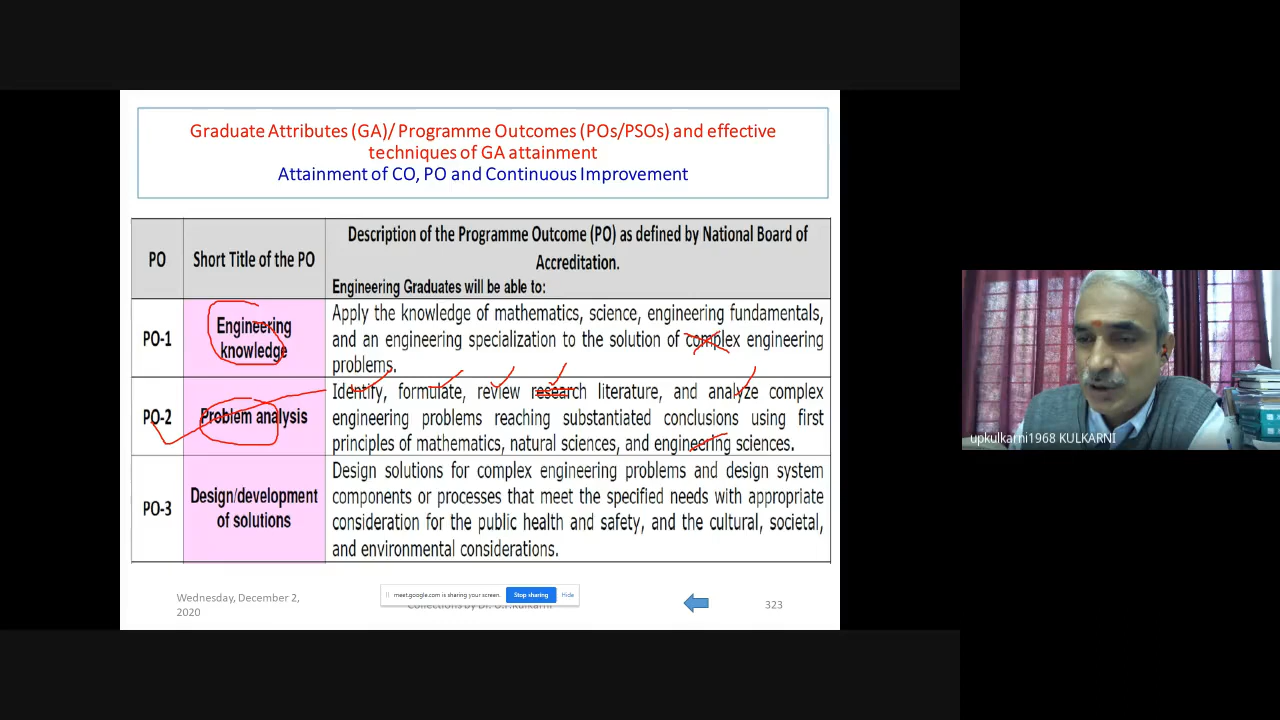 Graduate Attributes (GA)/ Programme Outcomes (POs/PSOs) and effective
techniques of GA attainment
Attainment of CO, PO and Continuous Improvement
PO
Short Title of the PO
Description of the Programme Outcome (PO) as defined by National Board of
Accreditation.
Engineering Graduates will be able to:
PO-1
Engineering
knowledge
Apply the knowledge of mathematics, science, engineering fundamentals,
and an engineering specialization to the solution of complex engineering
problems.
PO-2
Problem analysis
Identify, formulate, review research literature, and analyze complex
engineering problems reaching substantiated conclusions using first
principles of mathematics, natural sciences, and engineering sciences.
PO-3
Design/development
of solutions
Design solutions for complex engineering problems and design system
components or processes that meet the specified needs with appropriate
consideration for the public health and safety, and the cultural, societal,
and environmental considerations.
Wednesday, December 2,
2020
meet.google.com is sharing your screen.
Stop sharing
Hide
Collections by Dr. U.P.Kulkarni
323
upkulkarni1968 KULKARNI